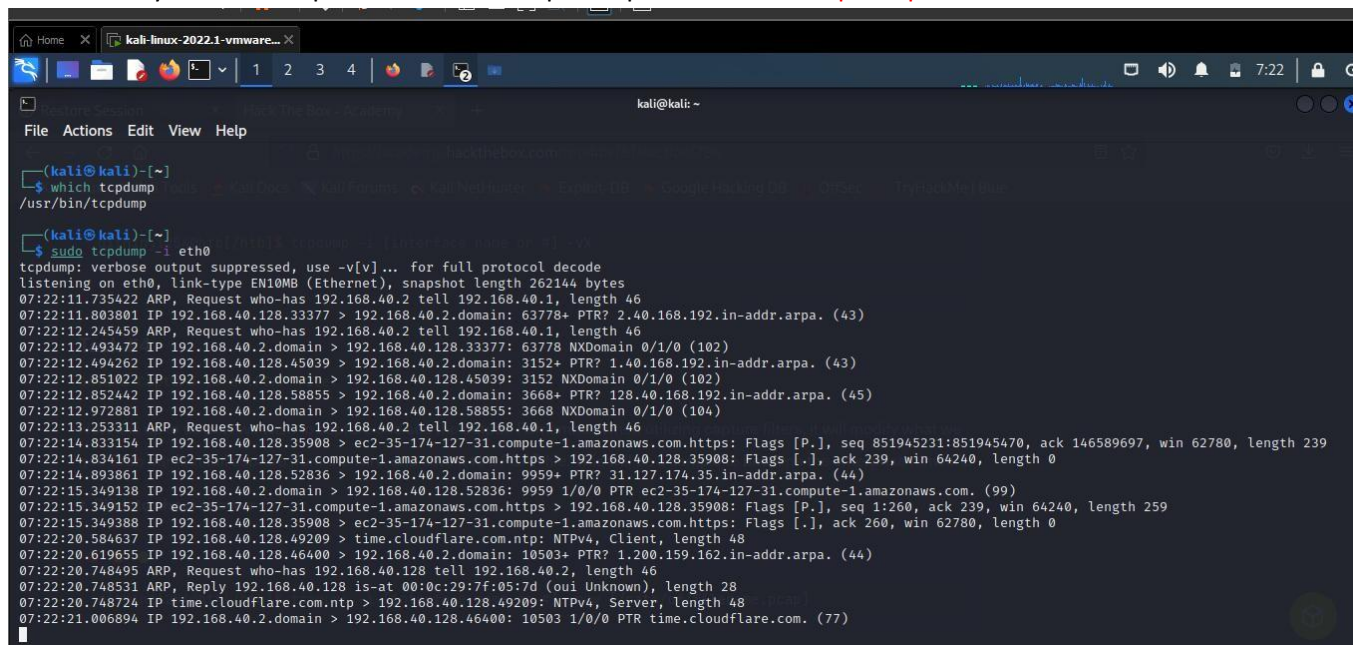 Home kali-linux-2022.1-vmware...
1 2 3 4 7:22
kali@kali: ~
File Actions Edit View Help
(kali㉿kali)-[~]
$ which tcpdump
/usr/bin/tcpdump
(kali㉿kali)-[~]
$ sudo tcpdump -i eth0
tcpdump: verbose output suppressed, use -v[v]... for full protocol decode
listening on eth0, link-type EN10MB (Ethernet), snapshot length 262144 bytes
07:22:11.735422 ARP, Request who-has 192.168.40.2 tell 192.168.40.1, length 46
07:22:11.803801 IP 192.168.40.128.33377 > 192.168.40.2.domain: 63778+ PTR? 2.40.168.192.in-addr.arpa. (43)
07:22:12.245459 ARP, Request who-has 192.168.40.2 tell 192.168.40.1, length 46
07:22:12.493472 IP 192.168.40.2.domain > 192.168.40.128.33377: 63778 NXDomain 0/1/0 (102)
07:22:12.494262 IP 192.168.40.128.45039 > 192.168.40.2.domain: 3152+ PTR? 1.40.168.192.in-addr.arpa. (43)
07:22:12.851022 IP 192.168.40.2.domain > 192.168.40.128.45039: 3152 NXDomain 0/1/0 (102)
07:22:12.852442 IP 192.168.40.128.58855 > 192.168.40.2.domain: 3668+ PTR? 128.40.168.192.in-addr.arpa. (45)
07:22:12.972881 IP 192.168.40.2.domain > 192.168.40.128.58855: 3668 NXDomain 0/1/0 (104)
07:22:13.253311 ARP, Request who-has 192.168.40.2 tell 192.168.40.1, length 46
07:22:14.833154 IP 192.168.40.128.35908 > ec2-35-174-127-31.compute-1.amazonaws.com.https: Flags [P.], seq 851945231:851945470, ack 146589697, win 62780, length 239
07:22:14.834161 IP ec2-35-174-127-31.compute-1.amazonaws.com.https > 192.168.40.128.35908: Flags [.], ack 239, win 64240, length 0
07:22:14.893861 IP 192.168.40.128.52836 > 192.168.40.2.domain: 9959+ PTR? 31.127.174.35.in-addr.arpa. (44)
07:22:15.349138 IP 192.168.40.2.domain > 192.168.40.128.52836: 9959 1/0/0 PTR ec2-35-174-127-31.compute-1.amazonaws.com. (99)
07:22:15.349152 IP ec2-35-174-127-31.compute-1.amazonaws.com.https > 192.168.40.128.35908: Flags [P.], seq 1:260, ack 239, win 64240, length 259
07:22:15.349388 IP 192.168.40.128.35908 > ec2-35-174-127-31.compute-1.amazonaws.com.https: Flags [.], ack 260, win 62780, length 0
07:22:20.584637 IP 192.168.40.128.49209 > time.cloudflare.com.ntp: NTPv4, Client, length 48
07:22:20.619655 IP 192.168.40.128.46400 > 192.168.40.2.domain: 10503+ PTR? 1.200.159.162.in-addr.arpa. (44)
07:22:20.748495 ARP, Request who-has 192.168.40.128 tell 192.168.40.2, length 46
07:22:20.748531 ARP, Reply 192.168.40.128 is-at 00:0c:29:7f:05:7d (oui Unknown), length 28
07:22:20.748724 IP time.cloudflare.com.ntp > 192.168.40.128.49209: NTPv4, Server, length 48
07:22:21.006894 IP 192.168.40.2.domain > 192.168.40.128.46400: 10503 1/0/0 PTR time.cloudflare.com. (77)